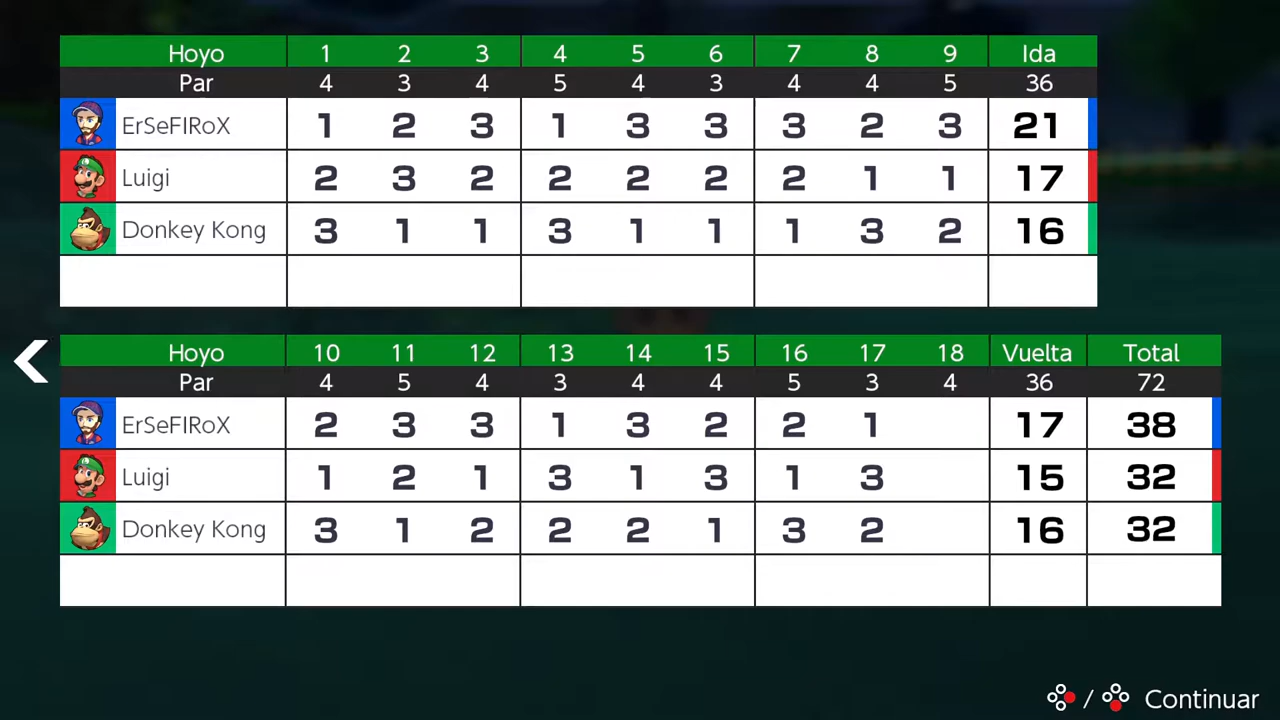 Hoyo 1 2 3 4 5 6 7 8 9 Ida
Par 4 3 4 5 4 3 4 4 5 36
ErSeFIRoX 1 2 3 1 3 3 3 2 3 21
Luigi 2 3 2 2 2 2 2 1 1 17
Donkey Kong 3 1 1 3 1 1 1 3 2 16
Hoyo 10 11 12 13 14 15 16 17 18 Vuelta Total
Par 4 5 4 3 4 4 5 3 4 36 72
ErSeFIRoX 2 3 3 1 3 2 2 1 17 38
Luigi 1 2 1 3 1 3 1 3 15 32
Donkey Kong 3 1 2 2 2 1 3 2 16 32
/ Continuar